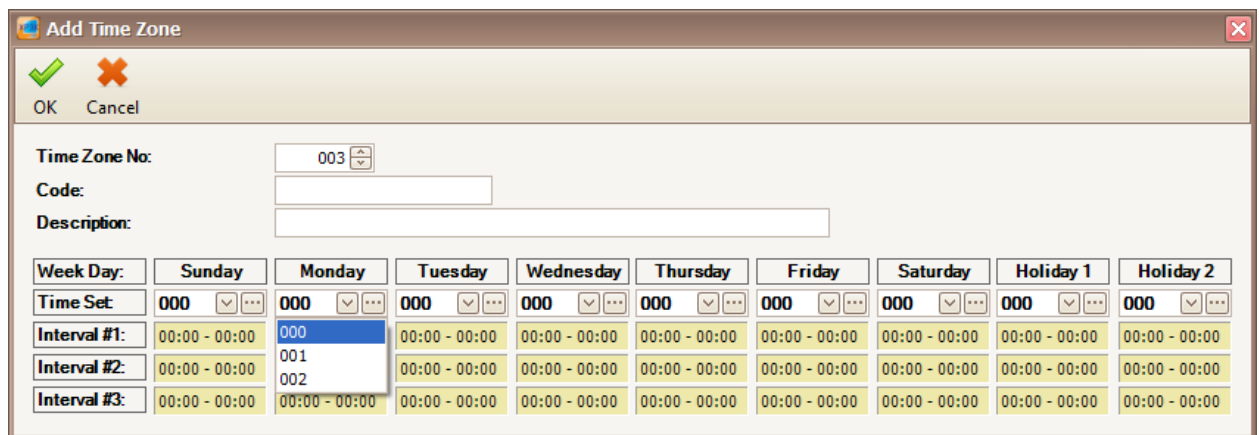 Add Time Zone
OK Cancel
Time Zone No: 003
Code:
Description:
Week Day: Sunday Monday Tuesday Wednesday Thursday Friday Saturday Holiday 1 Holiday 2
Time Set: 000 000 000 000 000 000 000 000 000
Interval #1: 00:00 - 00:00 000 00:00 - 00:00 00:00 - 00:00 00:00 - 00:00 00:00 - 00:00 00:00 - 00:00 00:00 - 00:00 00:00 - 00:00
001
Interval #2: 00:00 - 00:00 00:00 - 00:00 00:00 - 00:00 00:00 - 00:00 00:00 - 00:00 00:00 - 00:00 00:00 - 00:00 00:00 - 00:00
002
Interval #3: 00:00 - 00:00 00:00 - 00:00 00:00 - 00:00 00:00 - 00:00 00:00 - 00:00 00:00 - 00:00 00:00 - 00:00 00:00 - 00:00 00:00 - 00:00